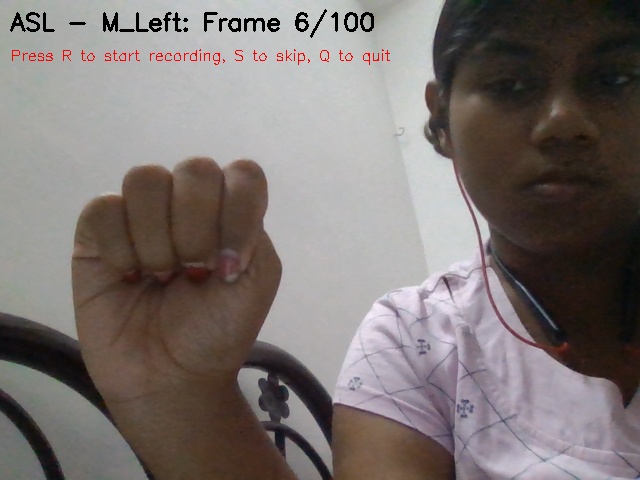 ASL - M_Left: Frame 6/100
Press R to start recording, S to skip, Q to quit